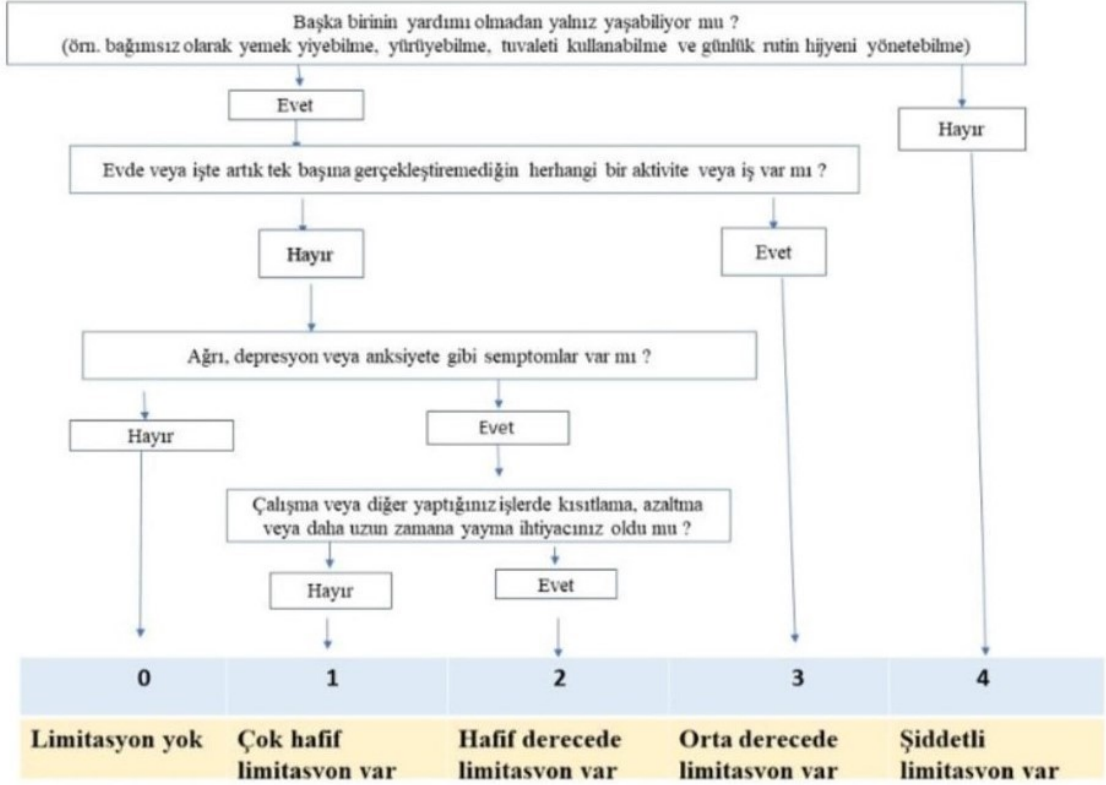 Başka birinin yardımı olmadan yalnız yaşabiliyor mu ?
(örn. bağımsız olarak yemek yiyebilme, yürüyebilme, tuvaleti kullanabilme ve günlük rutin hijyeni yönetebilme)
Evet
Hayır
Evde veya işte artık tek başına gerçekleştiremediğin herhangi bir aktivite veya iş var mı ?
Hayır
Evet
Ağrı, depresyon veya anksiyete gibi semptomlar var mı ?
Hayır
Evet
Çalışma veya diğer yaptığınız işlerde kısıtlama, azaltma
veya daha uzun zamana yayma ihtiyacınız oldu mu ?
Hayır
Evet
0 1 2 3 4
Limitasyon yok Çok hafif Hafif derecede Orta derecede Şiddetli
limitasyon var limitasyon var limitasyon var limitasyon var